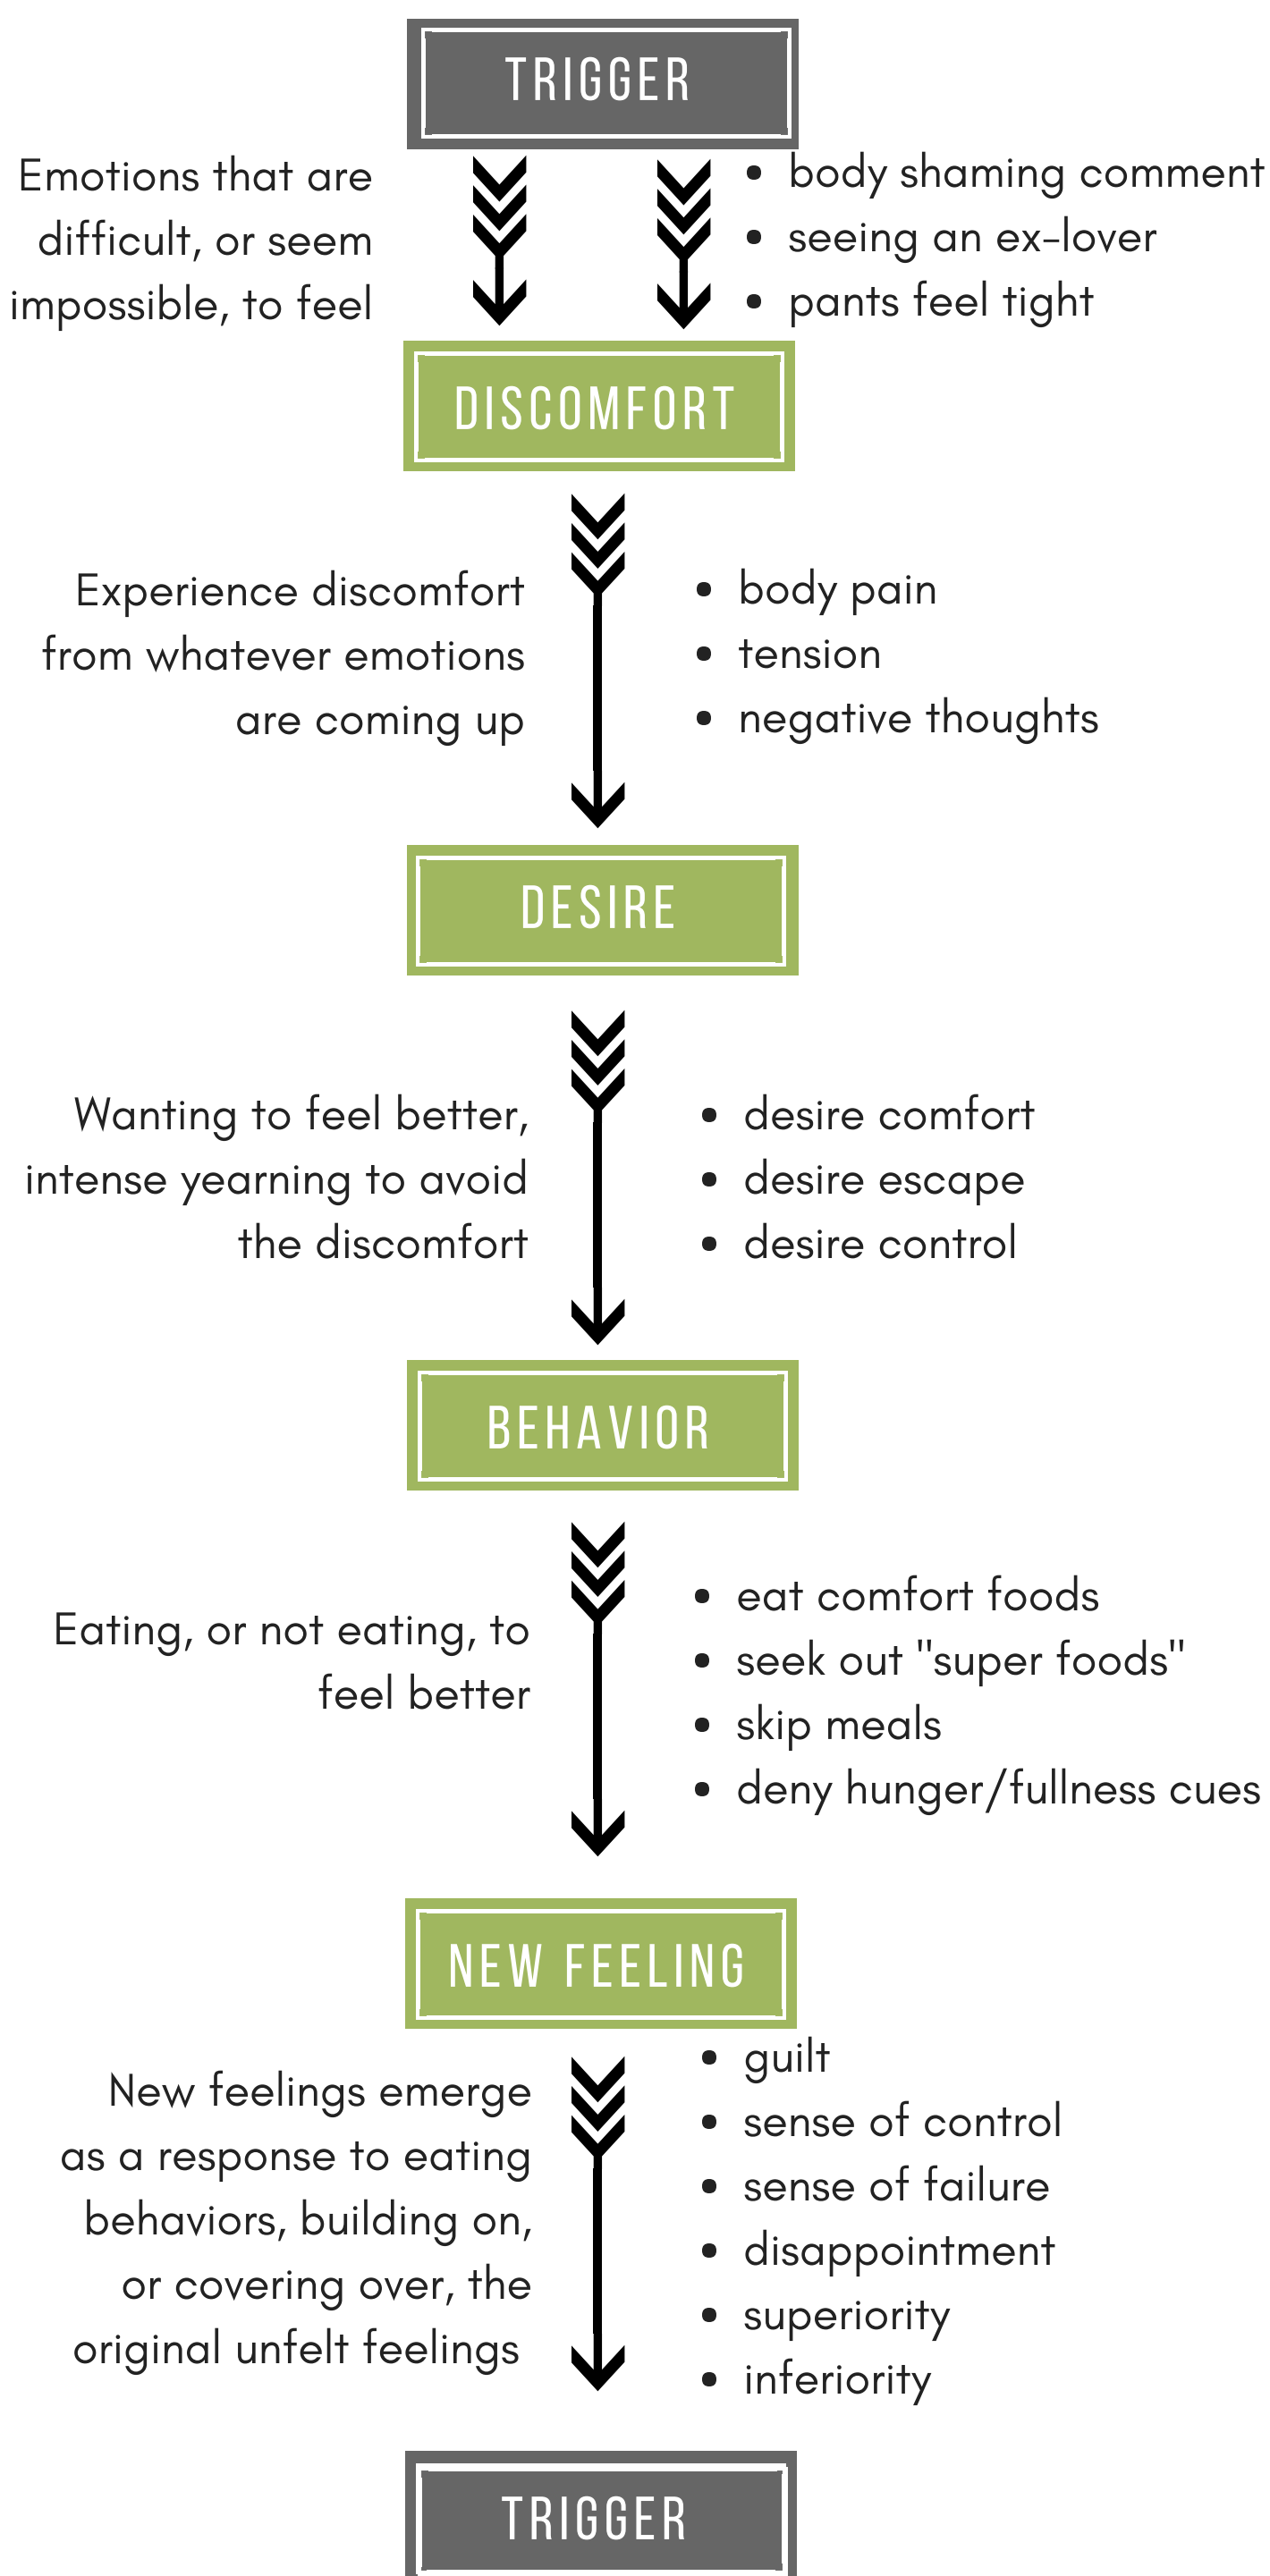 TRIGGER
Emotions that are
difficult, or seem
impossible, to feel
• body shaming comment
• seeing an ex-lover
• pants feel tight
DISCOMFORT
Experience discomfort
from whatever emotions
are coming up
• body pain
• tension
• negative thoughts
DESIRE
Wanting to feel better,
intense yearning to avoid
the discomfort
• desire comfort
• desire escape
• desire control
BEHAVIOR
Eating, or not eating, to
feel better
• eat comfort foods
• seek out "super foods"
• skip meals
• deny hunger/fullness cues
NEW FEELING
New feelings emerge
as a response to eating
behaviors, building on,
or covering over, the
original unfelt feelings
• guilt
• sense of control
• sense of failure
• disappointment
• superiority
• inferiority
TRIGGER